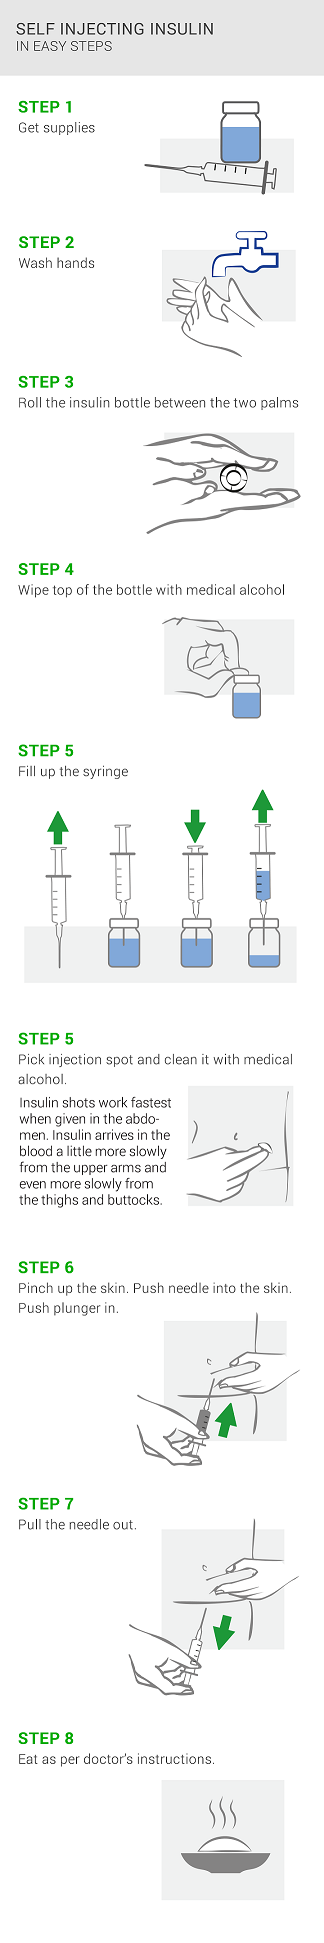 SELF INJECTING INSULIN
IN EASY STEPS
STEP 1
Get supplies
STEP 2
Wash hands
STEP 3
Roll the insulin bottle between the two palms
STEP 4
Wipe top of the bottle with medical alcohol
STEP 5
Fill up the syringe
STEP 5
Pick injection spot and clean it with medical
alcohol.
Insulin shots work fastest
when given in the abdo-
men. Insulin arrives in the
blood a little more slowly
from the upper arms and
even more slowly from
the thighs and buttocks.
STEP 6
Pinch up the skin. Push needle into the skin.
Push plunger in.
STEP 7
Pull the needle out.
STEP 8
Eat as per doctor's instructions.